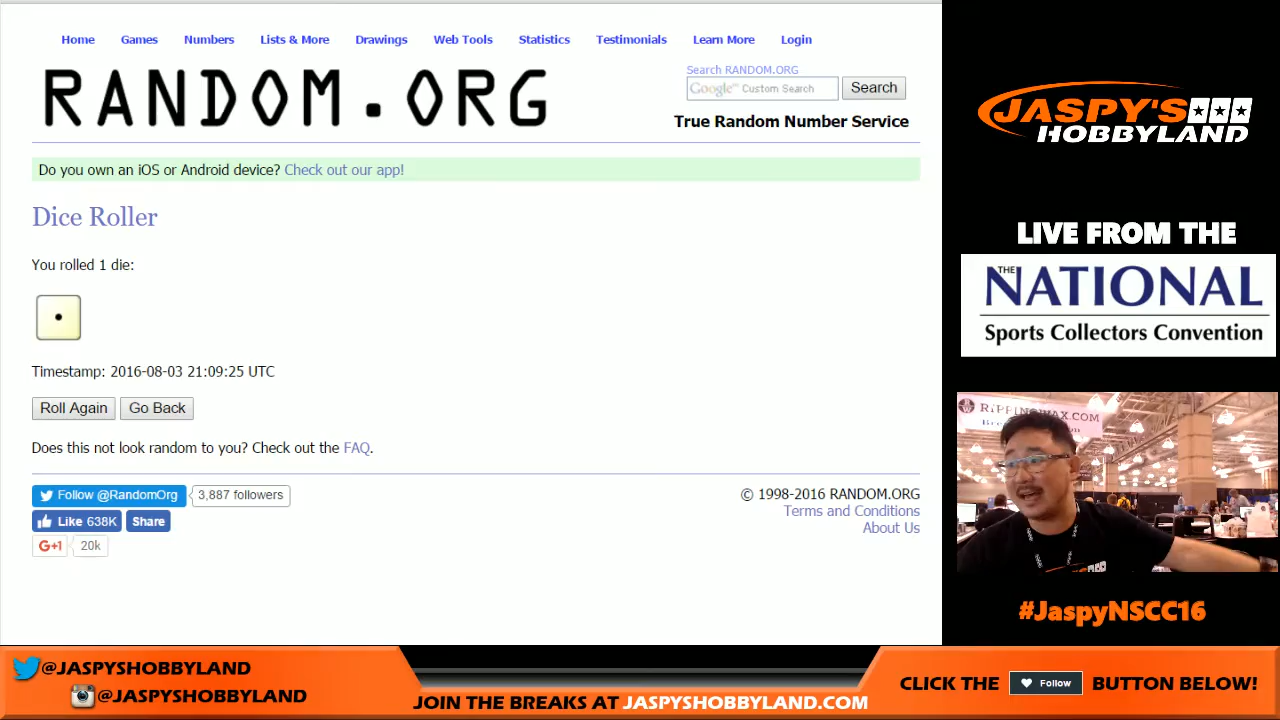 Home Games Numbers Lists & More Drawings Web Tools Statistics Testimonials Learn More Login
RANDOM.ORG
Search RANDOM.ORG
Google™ Custom Search Search
True Random Number Service
Do you own an iOS or Android device? Check out our app!
Dice Roller
You rolled 1 die:
Timestamp: 2016-08-03 21:09:25 UTC
Roll Again Go Back
Does this not look random to you? Check out the FAQ.
Follow @RandomOrg 3,887 followers
Like 638K Share
G+1 20k
© 1998-2016 RANDOM.ORG
Terms and Conditions
About Us
JASPY'S
HOBBYLAND
LIVE FROM THE
THE NATIONAL
Sports Collectors Convention
RIPPINGWAX.COM
#JaspyNSCC16
@JASPYSHOBBYLAND
@JASPYSHOBBYLAND
JOIN THE BREAKS AT JASPYSHOBBYLAND.COM
CLICK THE Follow BUTTON BELOW!